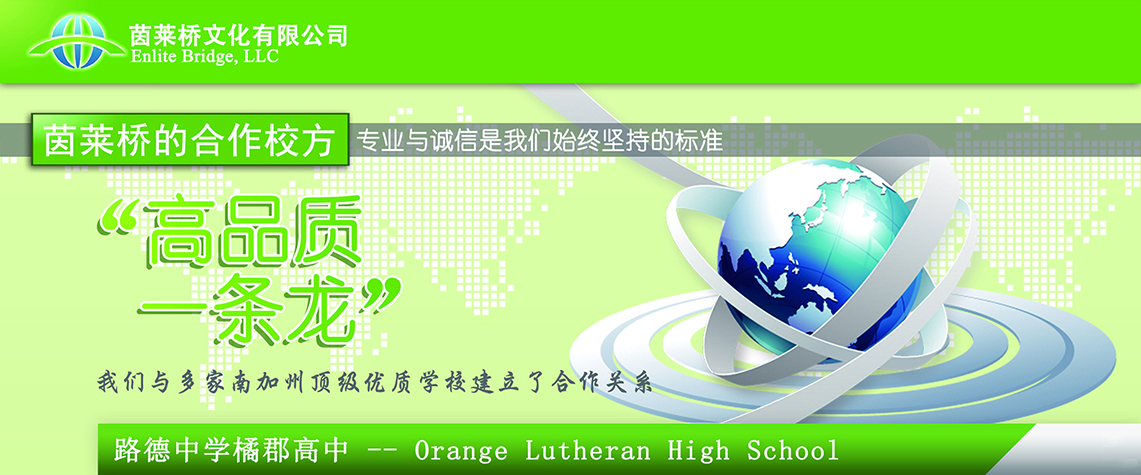 茵莱桥文化有限公司
Enlite Bridge, LLC
茵莱桥的合作校方
专业与诚信是我们始终坚持的标准
“高品质
一条龙”
我们与多家南加州顶级优质学校建立了合作关系
路德中学橘郡高中 -- Orange Lutheran High School